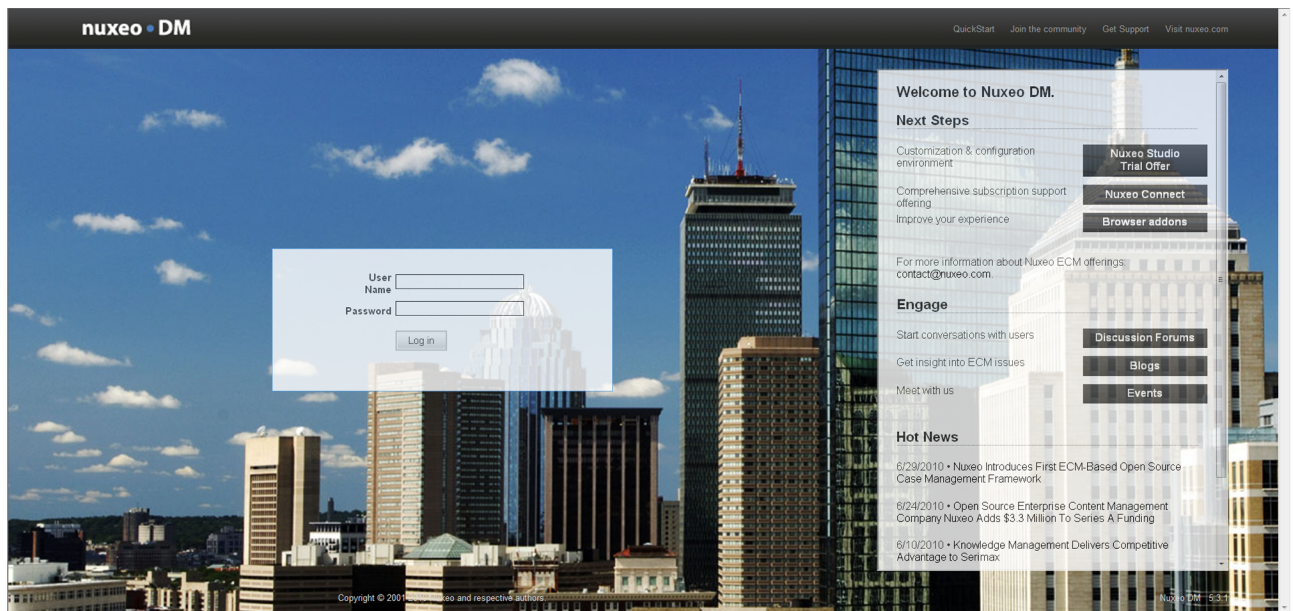 nuxeo • DM
QuickStart Join the community Get Support Visit nuxeo.com
Welcome to Nuxeo DM.
Next Steps
Customization & configuration
environment
Nuxeo Studio
Trial Offer
Comprehensive subscription support
offering
Nuxeo Connect
Improve your experience
Browser addons
For more information about Nuxeo ECM offerings:
contact@nuxeo.com.
User
Name
Password
Log in
Engage
Start conversations with users
Discussion Forums
Get insight into ECM issues
Blogs
Meet with us
Events
Hot News
6/29/2010 • Nuxeo Introduces First ECM-Based Open Source
Case Management Framework
6/24/2010 • Open Source Enterprise Content Management
Company Nuxeo Adds $3.3 Million To Series A Funding
6/10/2010 • Knowledge Management Delivers Competitive
Advantage to Serimax
Copyright © 2001 and respective authors
Nuxeo DM 5.3.1